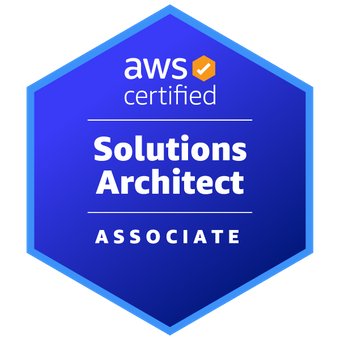 aws
certified
Solutions
Architect
ASSOCIATE